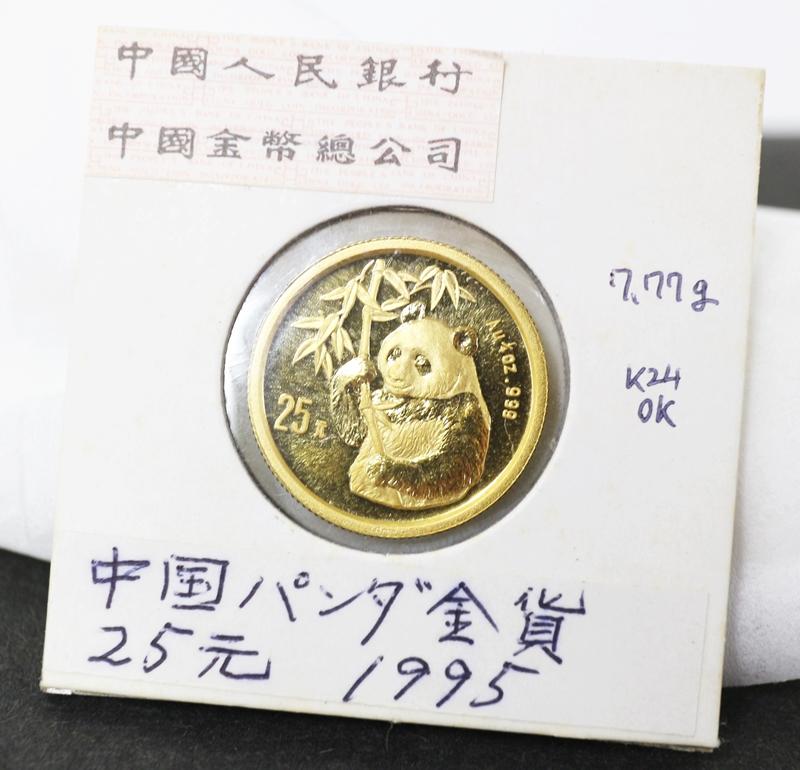 中國人民銀行
中國金幣總公司
7.77g
K24
OK
25元
Au¼oz .999
中国パンダ金貨
25元 1995